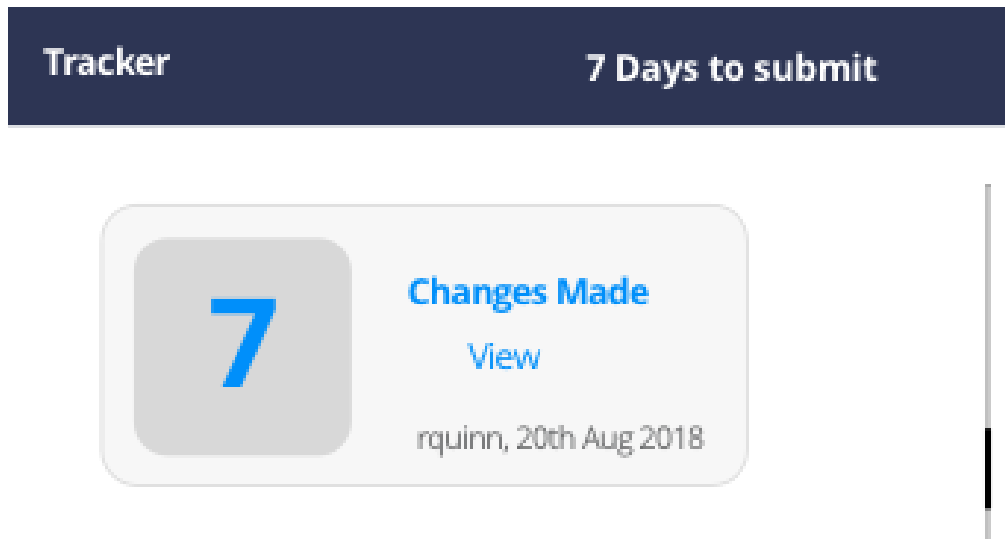 Tracker
7 Days to submit
7
Changes Made
View
rquinn, 20th Aug 2018